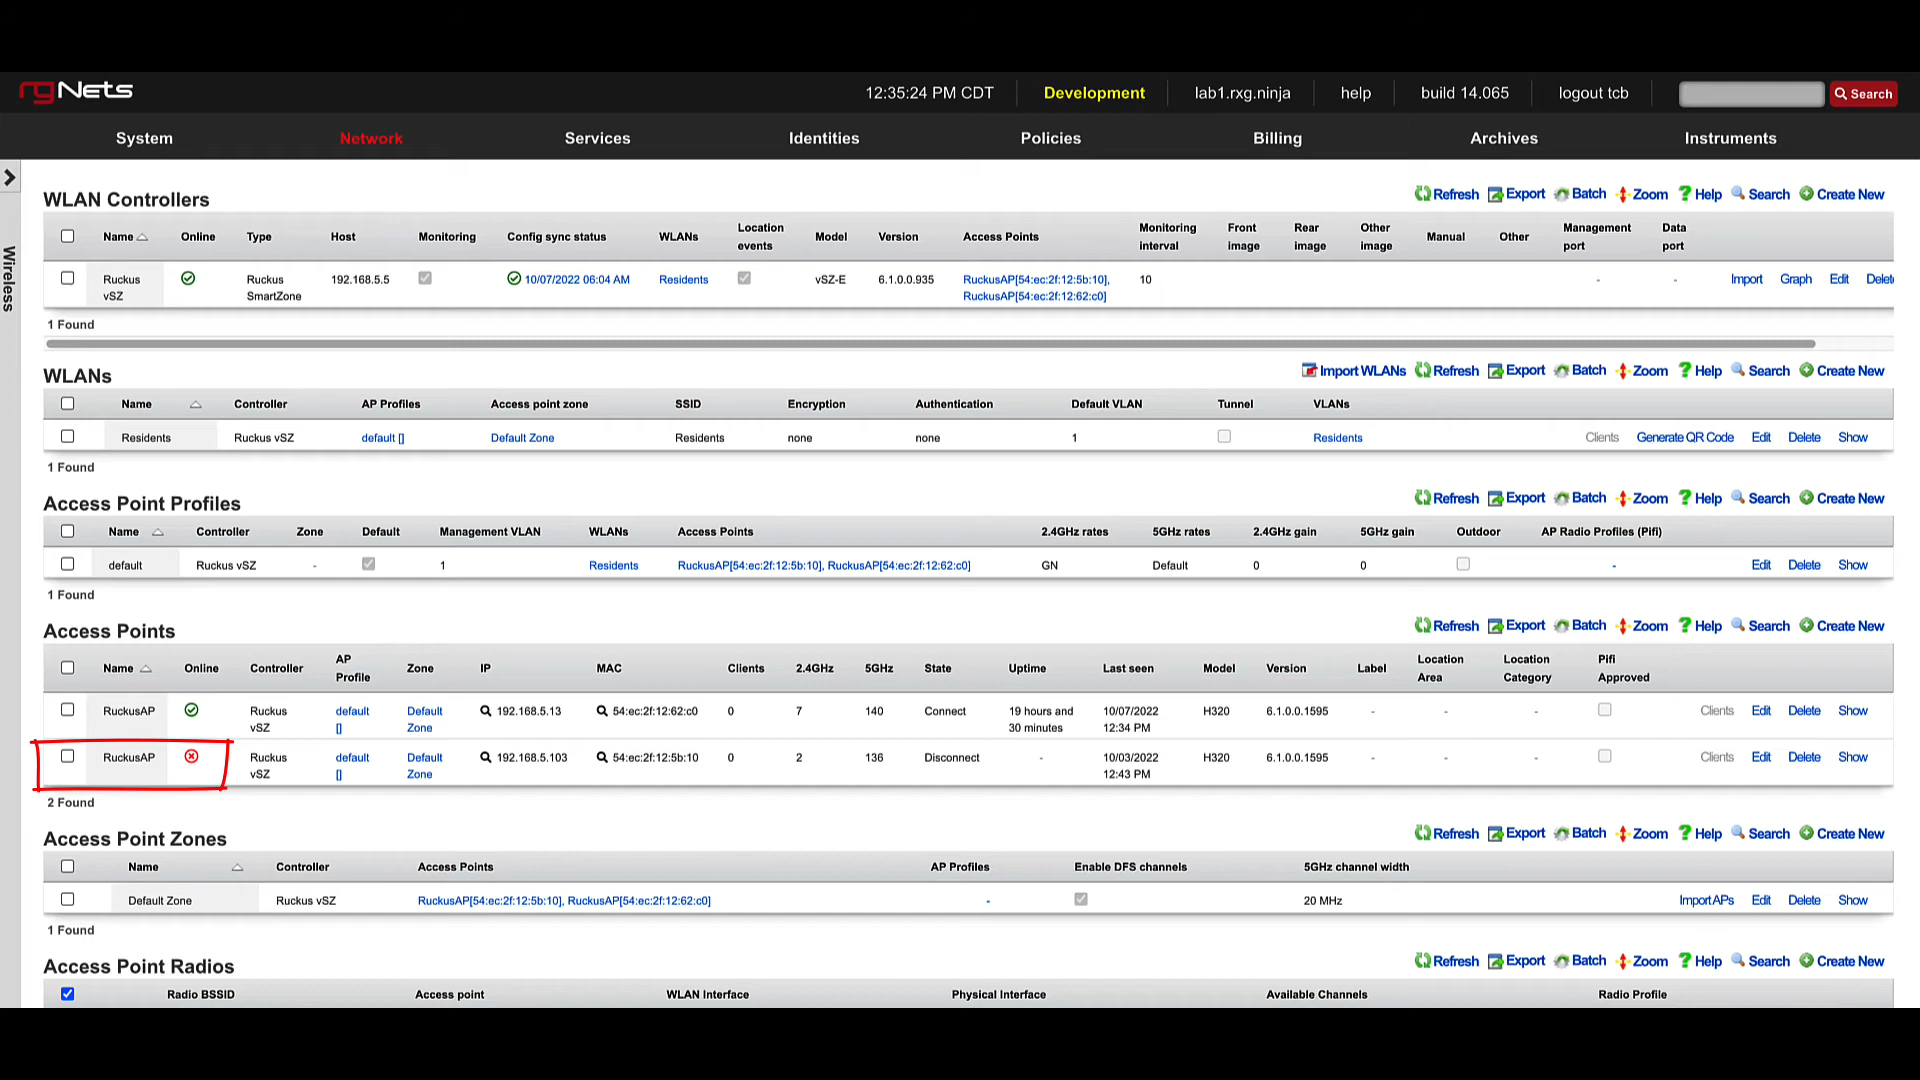 rgNets 12:35:24 PM CDT Development lab1.rxg.ninja help build 14.065 logout tcb Search
System Network Services Identities Policies Billing Archives Instruments
Wireless
WLAN Controllers Refresh Export Batch Zoom Help Search Create New
Name Online Type Host Monitoring Config sync status WLANs Location events Model Version Access Points Monitoring interval Front image Rear image Other image Manual Other Management port Data port
Ruckus vSZ Ruckus SmartZone 192.168.5.5 10/07/2022 06:04 AM Residents vSZ-E 6.1.0.0.935 RuckusAP[54:ec:2f:12:5b:10], RuckusAP[54:ec:2f:12:62:c0] 10 - - Import Graph Edit Delete
1 Found
WLANs Import WLANs Refresh Export Batch Zoom Help Search Create New
Name Controller AP Profiles Access point zone SSID Encryption Authentication Default VLAN Tunnel VLANs
Residents Ruckus vSZ default [] Default Zone Residents none none 1 Residents Clients Generate QR Code Edit Delete Show
1 Found
Access Point Profiles Refresh Export Batch Zoom Help Search Create New
Name Controller Zone Default Management VLAN WLANs Access Points 2.4GHz rates 5GHz rates 2.4GHz gain 5GHz gain Outdoor AP Radio Profiles (Pifi)
default Ruckus vSZ - 1 Residents RuckusAP[54:ec:2f:12:5b:10], RuckusAP[54:ec:2f:12:62:c0] GN Default 0 0 - Edit Delete Show
1 Found
Access Points Refresh Export Batch Zoom Help Search Create New
Name Online Controller AP Profile Zone IP MAC Clients 2.4GHz 5GHz State Uptime Last seen Model Version Label Location Area Location Category Pifi Approved
RuckusAP Ruckus vSZ default [] Default Zone 192.168.5.13 54:ec:2f:12:62:c0 0 7 140 Connect 19 hours and 30 minutes 10/07/2022 12:34 PM H320 6.1.0.0.1595 - - - Clients Edit Delete Show
RuckusAP Ruckus vSZ default [] Default Zone 192.168.5.103 54:ec:2f:12:5b:10 0 2 136 Disconnect - 10/03/2022 12:43 PM H320 6.1.0.0.1595 - - - Clients Edit Delete Show
2 Found
Access Point Zones Refresh Export Batch Zoom Help Search Create New
Name Controller Access Points AP Profiles Enable DFS channels 5GHz channel width
Default Zone Ruckus vSZ RuckusAP[54:ec:2f:12:5b:10], RuckusAP[54:ec:2f:12:62:c0] - 20 MHz Import APs Edit Delete Show
1 Found
Access Point Radios Refresh Export Batch Zoom Help Search Create New
Radio BSSID Access point WLAN Interface Physical Interface Available Channels Radio Profile